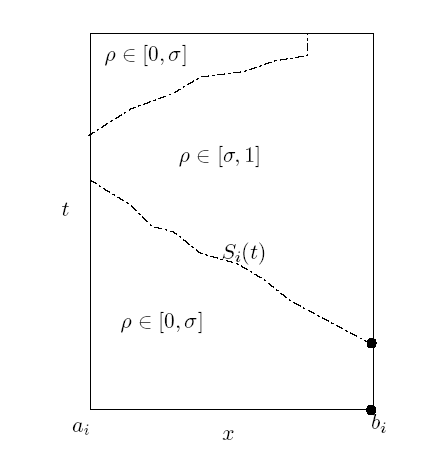 ρ ∈ [0, σ]
ρ ∈ [σ, 1]
t
S_i(t)
ρ ∈ [0, σ]
a_i
x
b_i